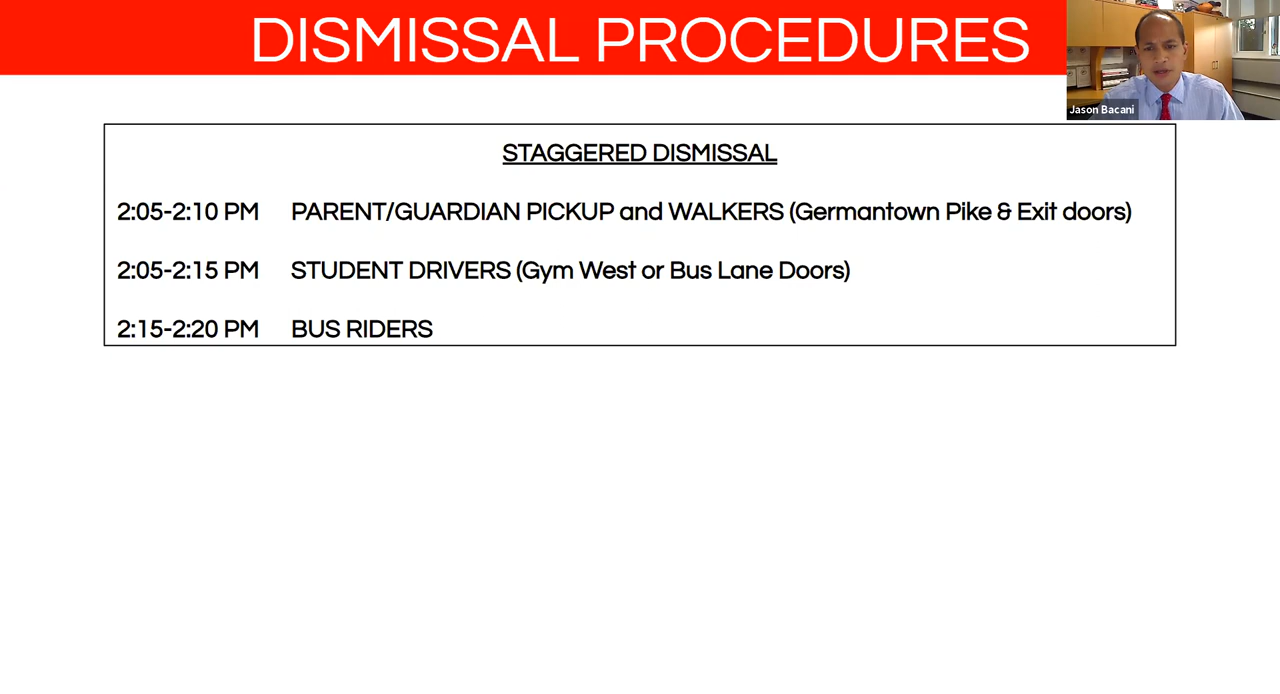 DISMISSAL PROCEDURES
Jason Bacani
STAGGERED DISMISSAL
2:05-2:10 PM PARENT/GUARDIAN PICKUP and WALKERS (Germantown Pike & Exit doors)
2:05-2:15 PM STUDENT DRIVERS (Gym West or Bus Lane Doors)
2:15-2:20 PM BUS RIDERS